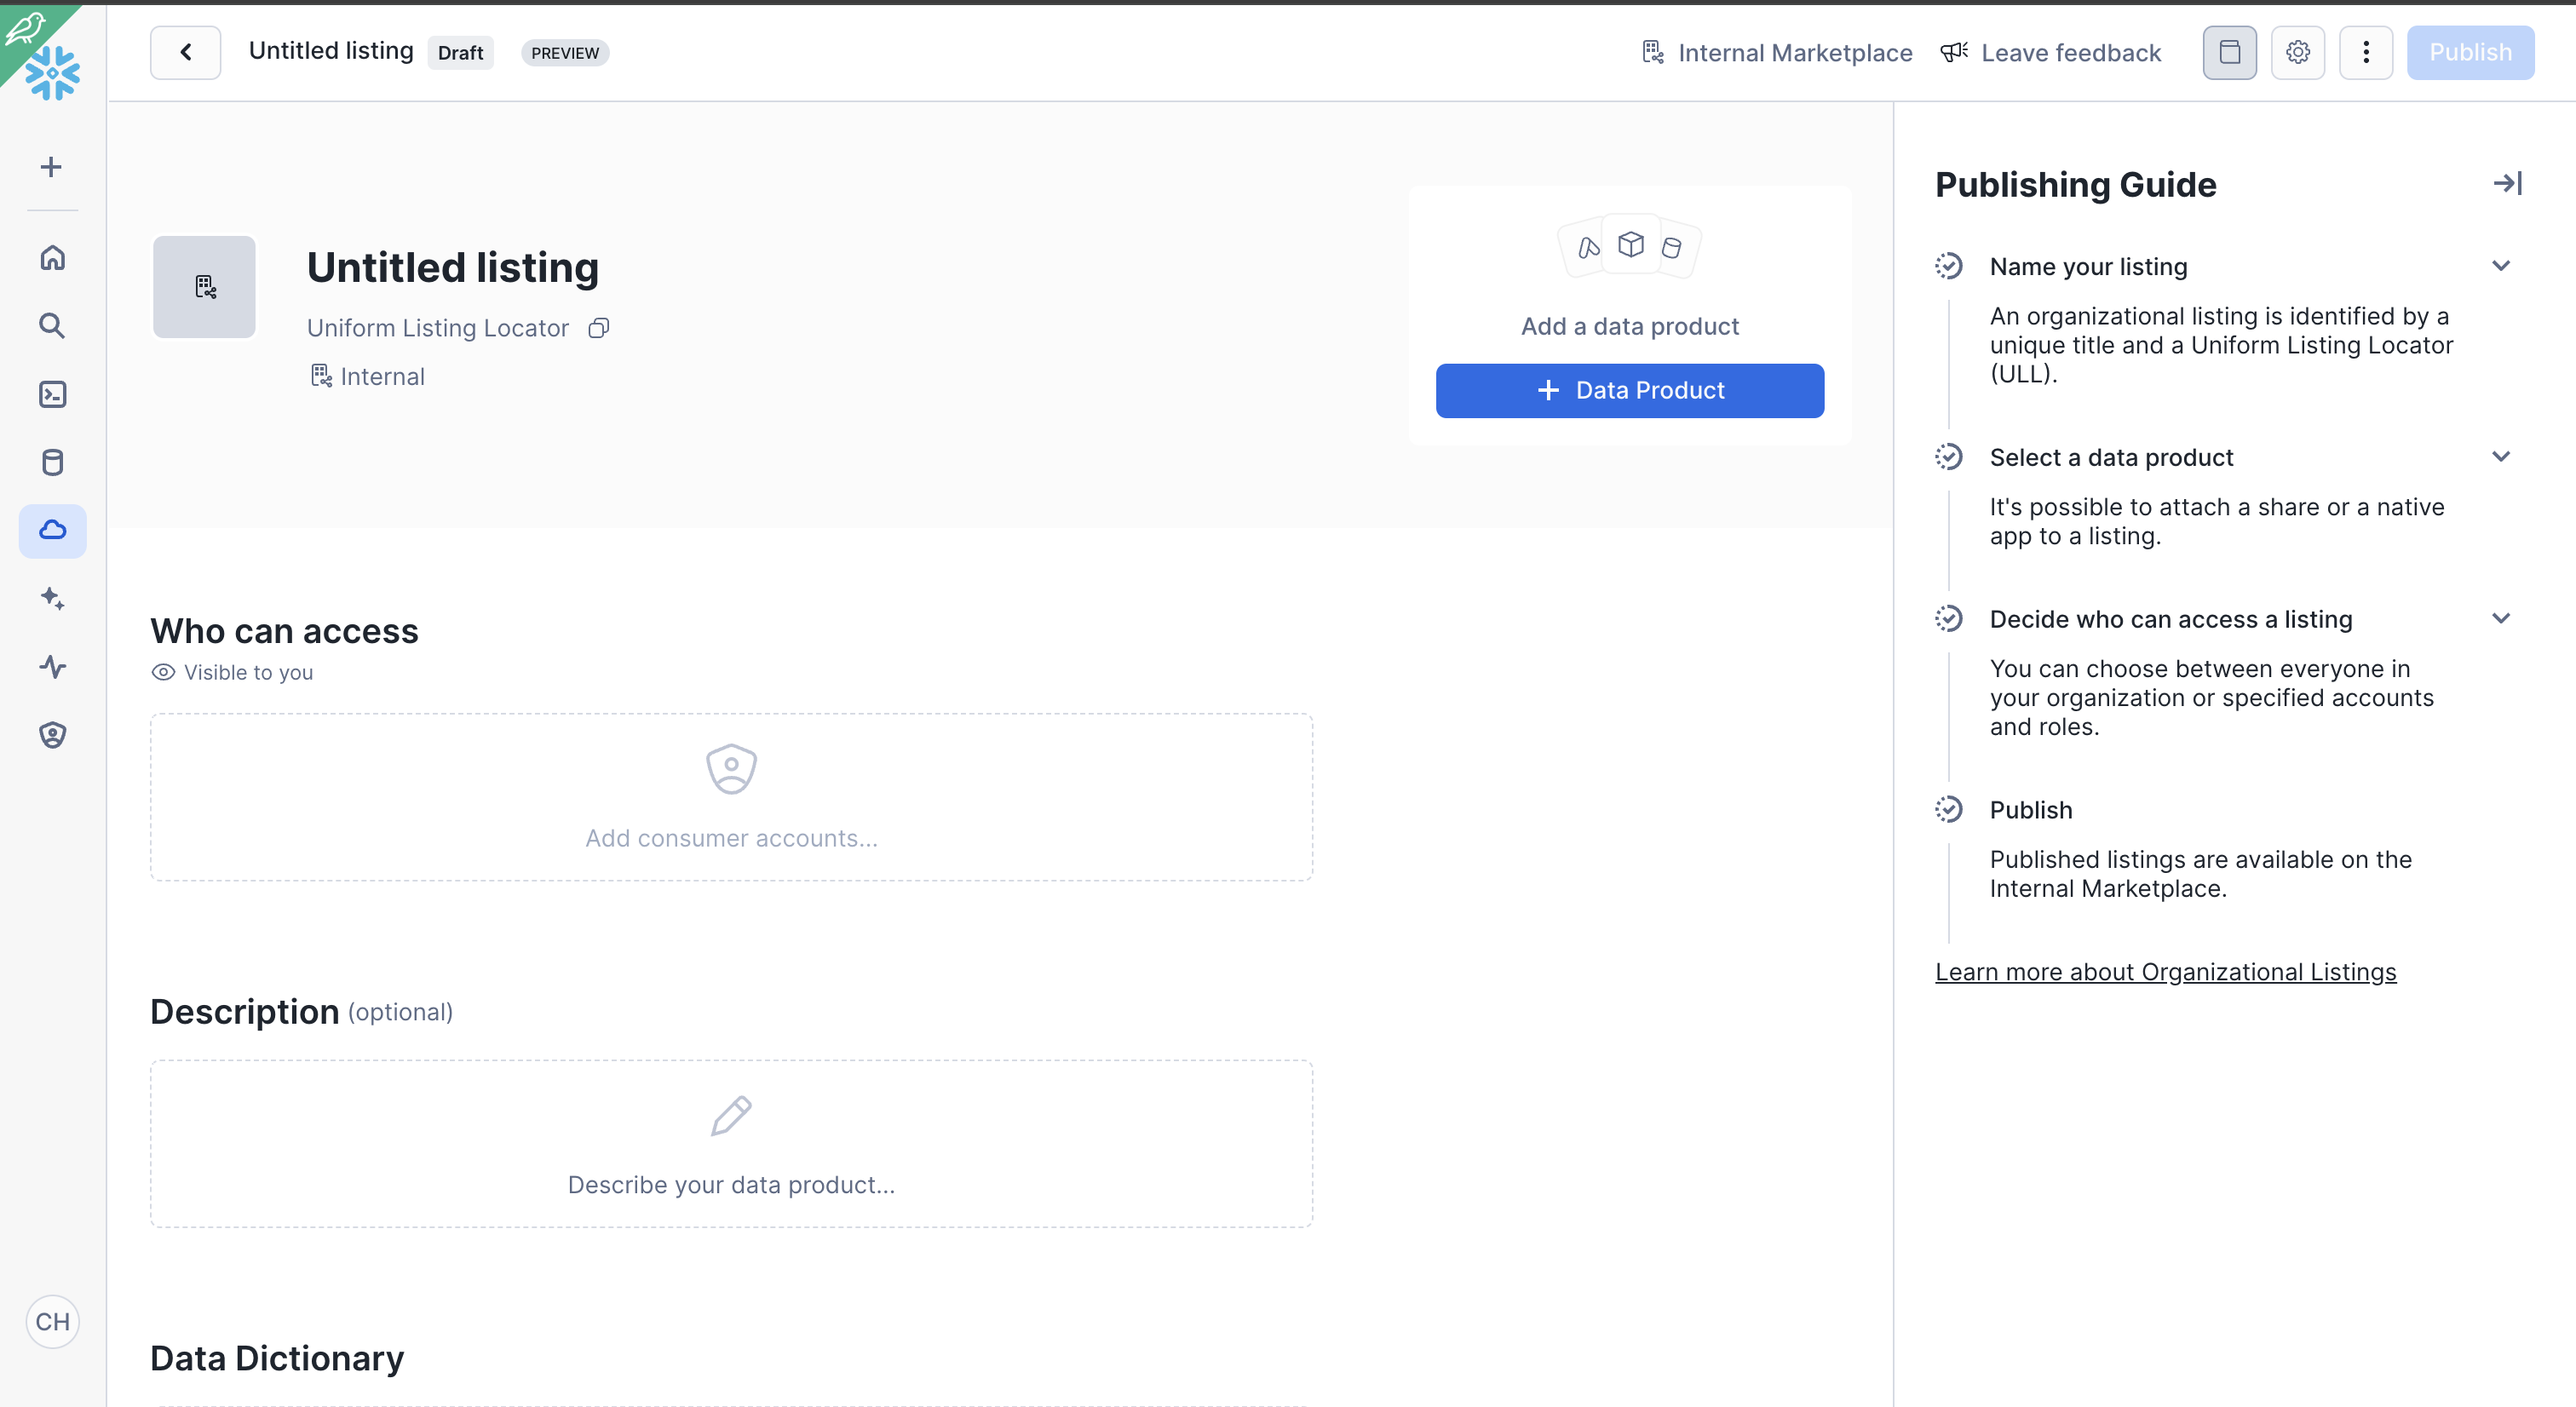 Untitled listing Draft PREVIEW
Internal Marketplace Leave feedback Publish
Untitled listing
Uniform Listing Locator
Internal
Add a data product
+ Data Product
Who can access
Visible to you
Add consumer accounts...
Description (optional)
Describe your data product...
Data Dictionary
CH
Publishing Guide
Name your listing
An organizational listing is identified by a
unique title and a Uniform Listing Locator
(ULL).
Select a data product
It's possible to attach a share or a native
app to a listing.
Decide who can access a listing
You can choose between everyone in
your organization or specified accounts
and roles.
Publish
Published listings are available on the
Internal Marketplace.
Learn more about Organizational Listings